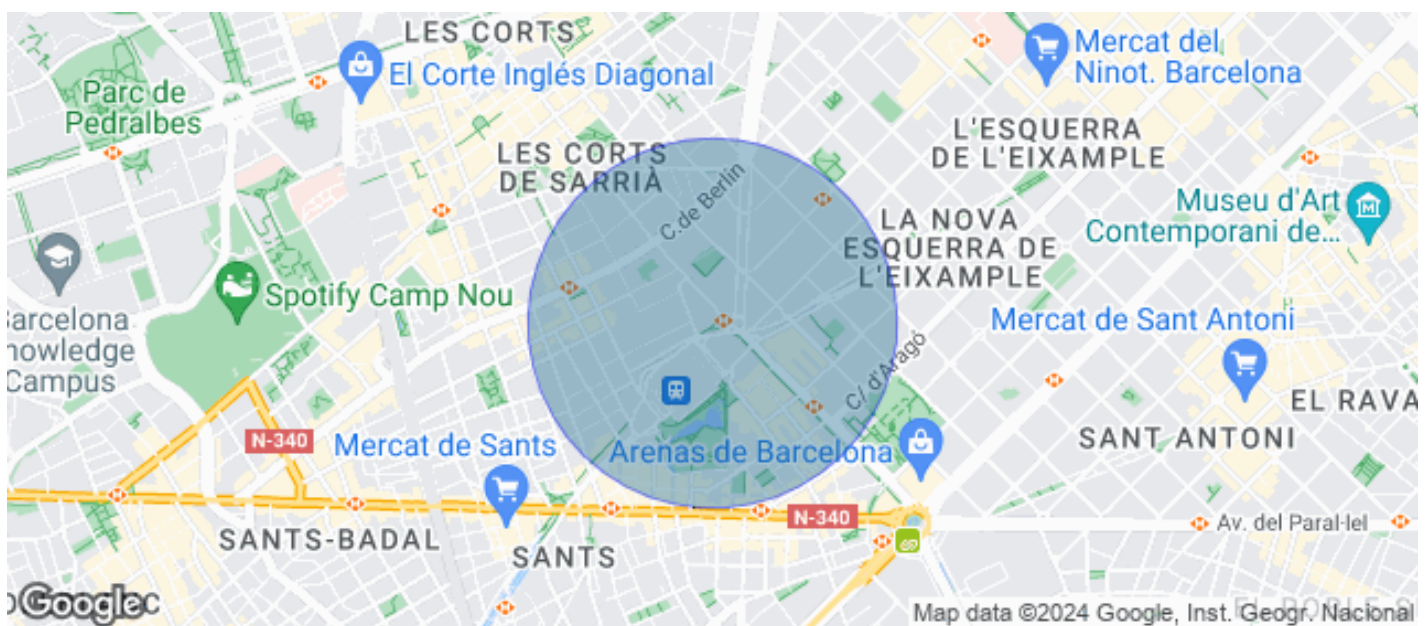 LES CORTS
El Corte Inglés Diagonal
Mercat del
Ninot. Barcelona
Parc de
Pedralbes
L'ESQUERRA
DE L'EIXAMPLE
LES CORTS
DE SARRIÀ
C.de Berlin
Museu d'Art
Contemporani de...
LA NOVA
ESQUERRA DE
L'EIXAMPLE
Spotify Camp Nou
Barcelona
nowledge
Campus
Mercat de Sant Antoni
C/ d'Aragó
EL RAVA
N-340
Mercat de Sants
Arenas de Barcelona
SANT ANTONI
N-340
Av. del Paral·lel
SANTS-BADAL
SANTS
Google
Map data ©2024 Google, Inst. Geogr. Nacional